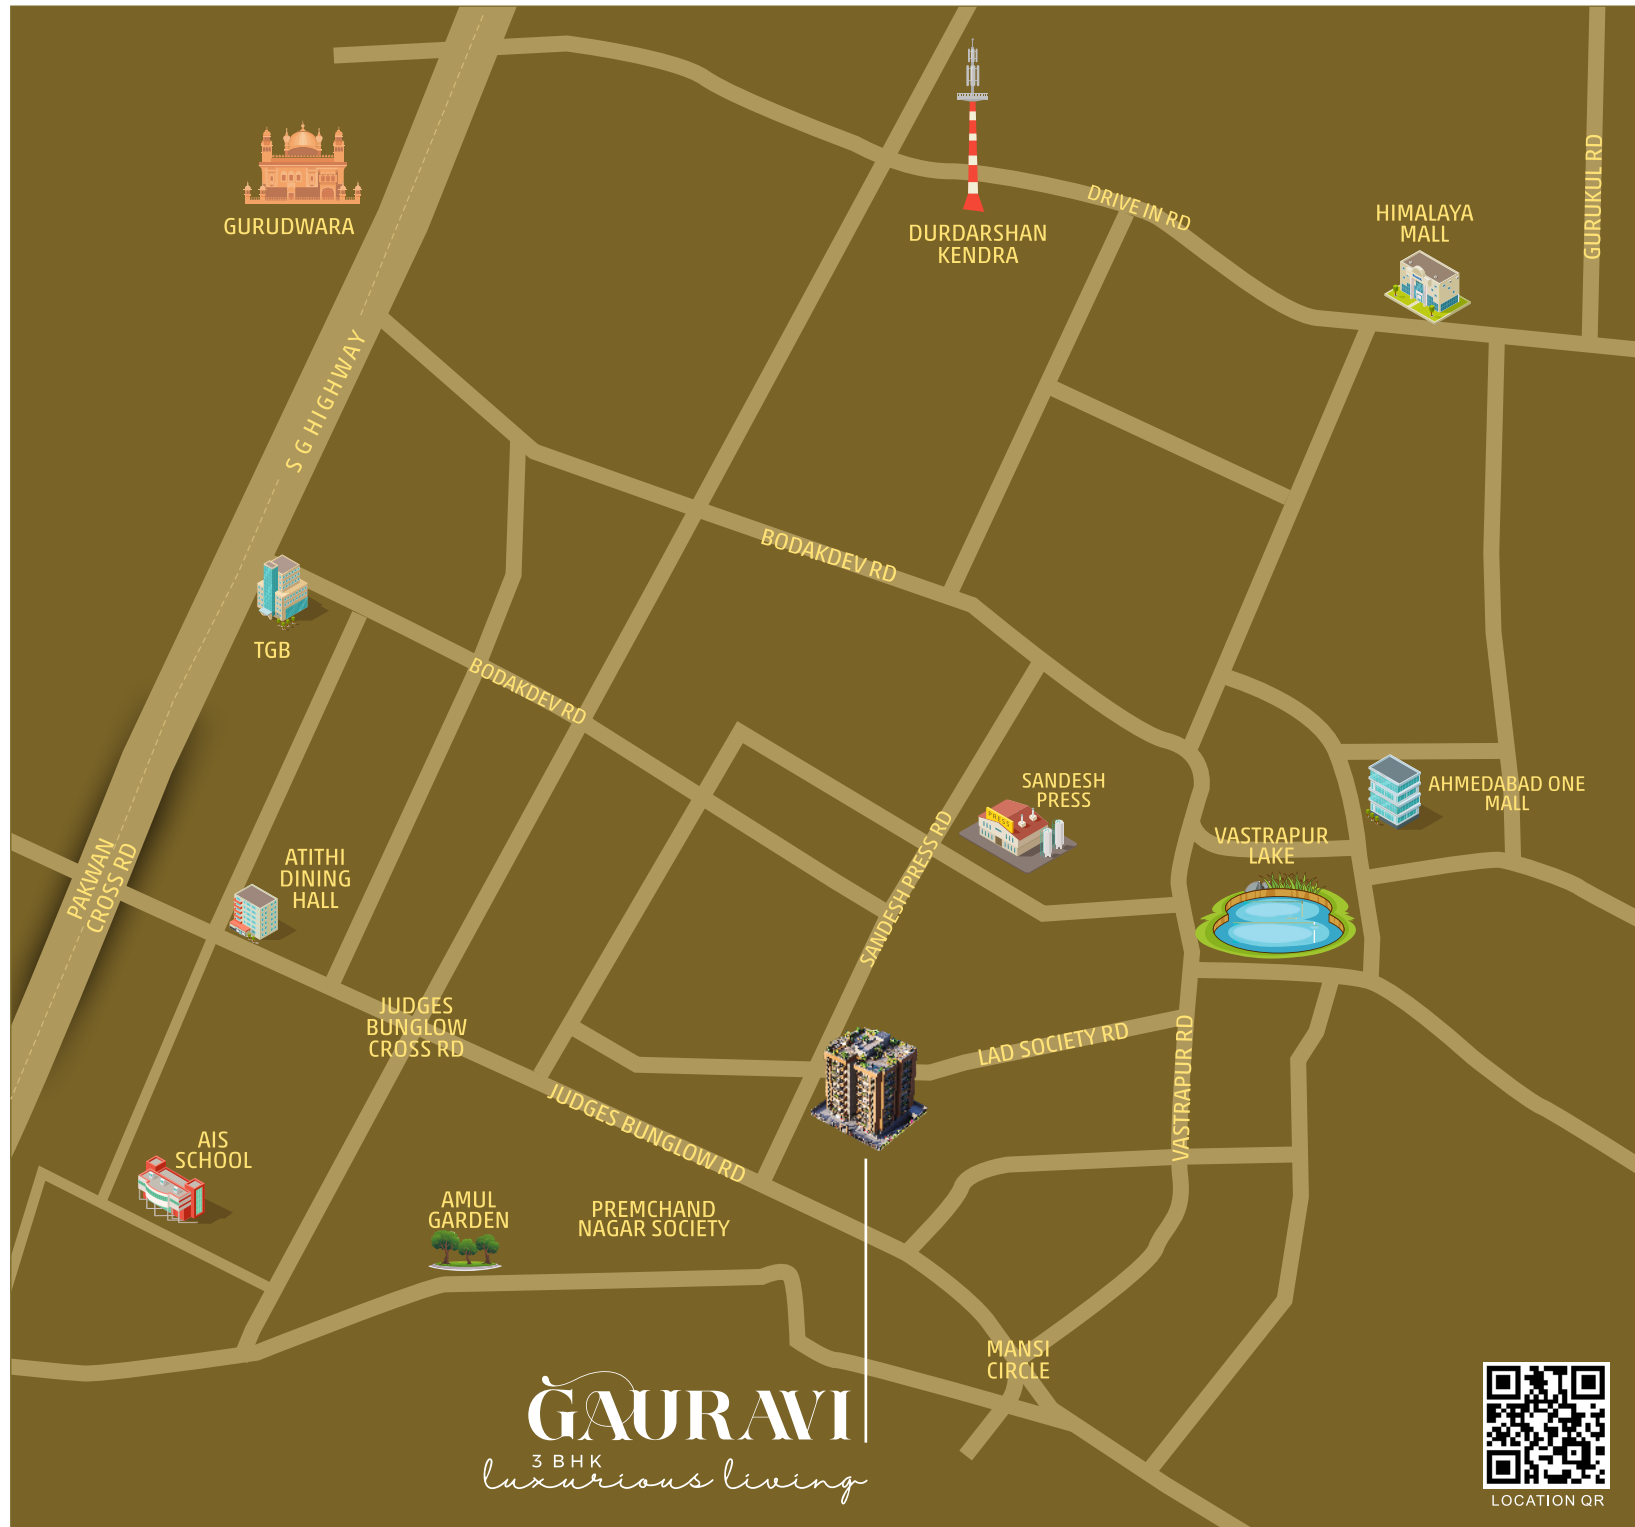 GURUDWARA
DURDARSHAN
KENDRA
DRIVE IN RD
HIMALAYA
MALL
GURUKUL RD
S G HIGHWAY
BODAKDEV RD
TGB
BODAKDEV RD
SANDESH
PRESS
PRESS
AHMEDABAD ONE
MALL
VASTRAPUR
LAKE
SANDESH PRESS RD
PAKWAN
CROSS RD
ATITHI
DINING
HALL
JUDGES
BUNGLOW
CROSS RD
LAD SOCIETY RD
VASTRAPUR RD
JUDGES BUNGLOW RD
AIS
SCHOOL
AMUL
GARDEN
PREMCHAND
NAGAR SOCIETY
MANSI
CIRCLE
GAURAVI
3 BHK
luxurious living
LOCATION QR